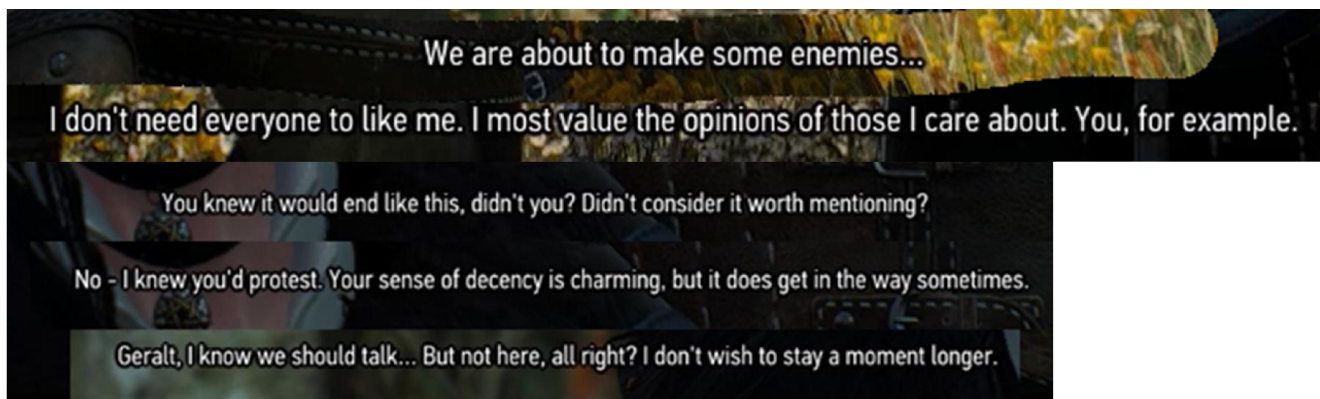 We are about to make some enemies...
I don't need everyone to like me. I most value the opinions of those I care about. You, for example.
You knew it would end like this, didn't you? Didn't consider it worth mentioning?
No - I knew you'd protest. Your sense of decency is charming, but it does get in the way sometimes.
Geralt, I know we should talk... But not here, all right? I don't wish to stay a moment longer.